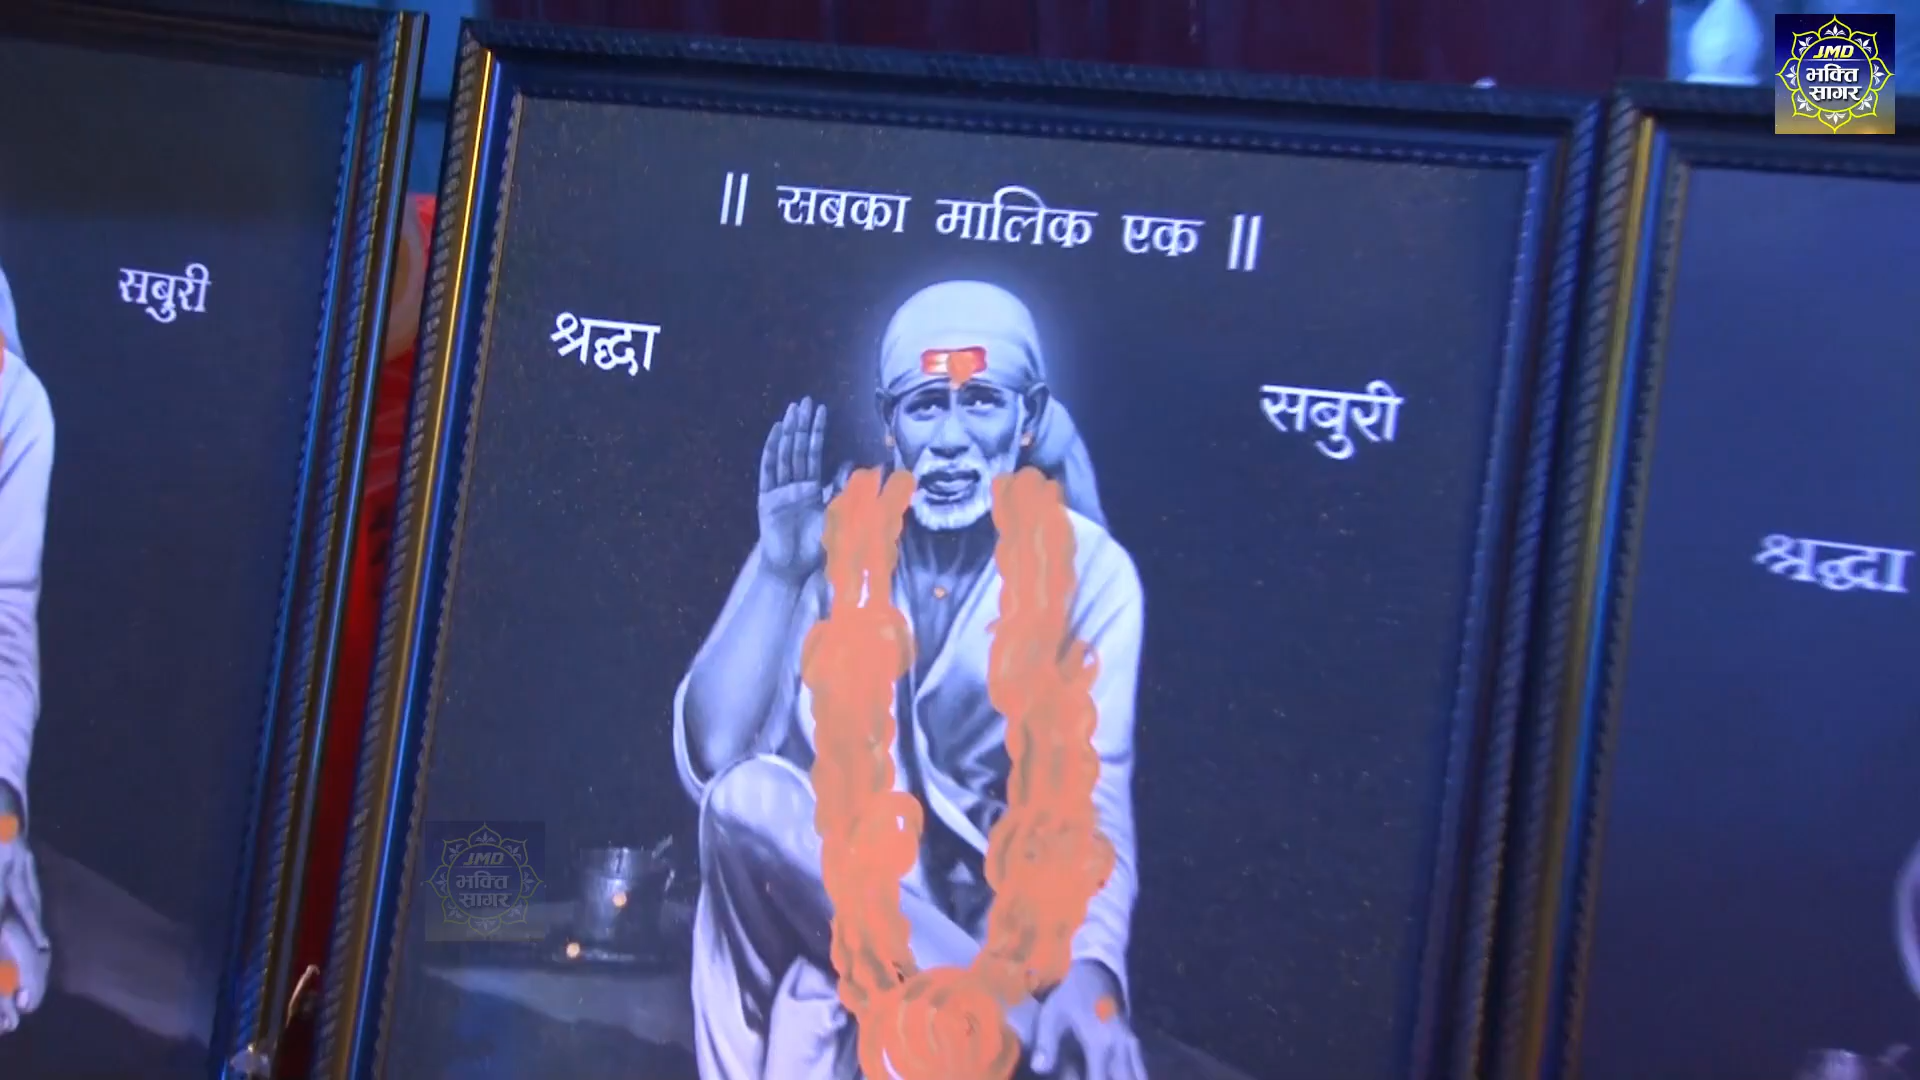 JMD
भक्ति
सागर
|| सबका मालिक एक ||
सबुरी
श्रद्धा
सबुरी
श्रद्धा
JMD
भक्ति
सागर